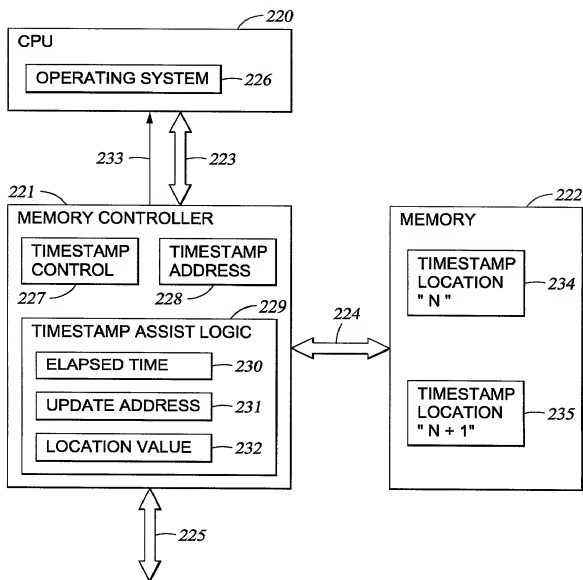 220
CPU
OPERATING SYSTEM
226
233
223
221
MEMORY CONTROLLER
TIMESTAMP
CONTROL
227
TIMESTAMP
ADDRESS
228
229
TIMESTAMP ASSIST LOGIC
ELAPSED TIME
230
UPDATE ADDRESS
231
LOCATION VALUE
232
224
225
222
MEMORY
TIMESTAMP
LOCATION
" N "
234
TIMESTAMP
LOCATION
" N + 1"
235